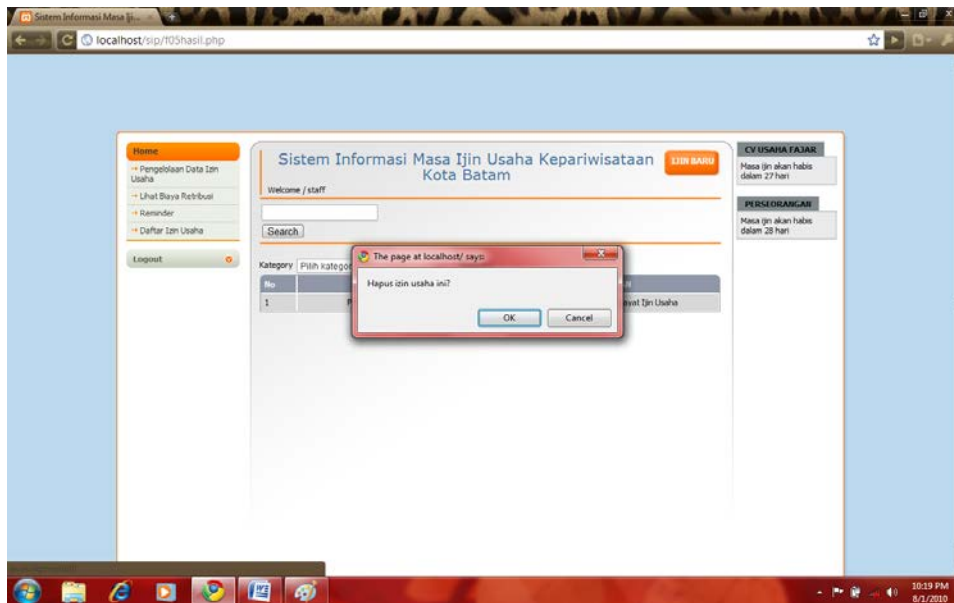 Sistem Informasi Masa Iji...
localhost/sip/f05hasil.php
Home
Pengelolaan Data Izin
Usaha
Lihat Biaya Retribusi
Reminder
Daftar Izin Usaha
Logout
Sistem Informasi Masa Ijin Usaha Kepariwisataan
Kota Batam
IJIN BARU
Welcome / staff
Search
Kategory
Pilih kategor
No
1
The page at localhost/ says:
Hapus izin usaha ini?
OK
Cancel
ayat Ijin Usaha
CV USAHA FAJAR
Masa ijin akan habis
dalam 27 hari
PERSEORANGAN
Masa ijin akan habis
dalam 28 hari
10:19 PM
8/1/2010